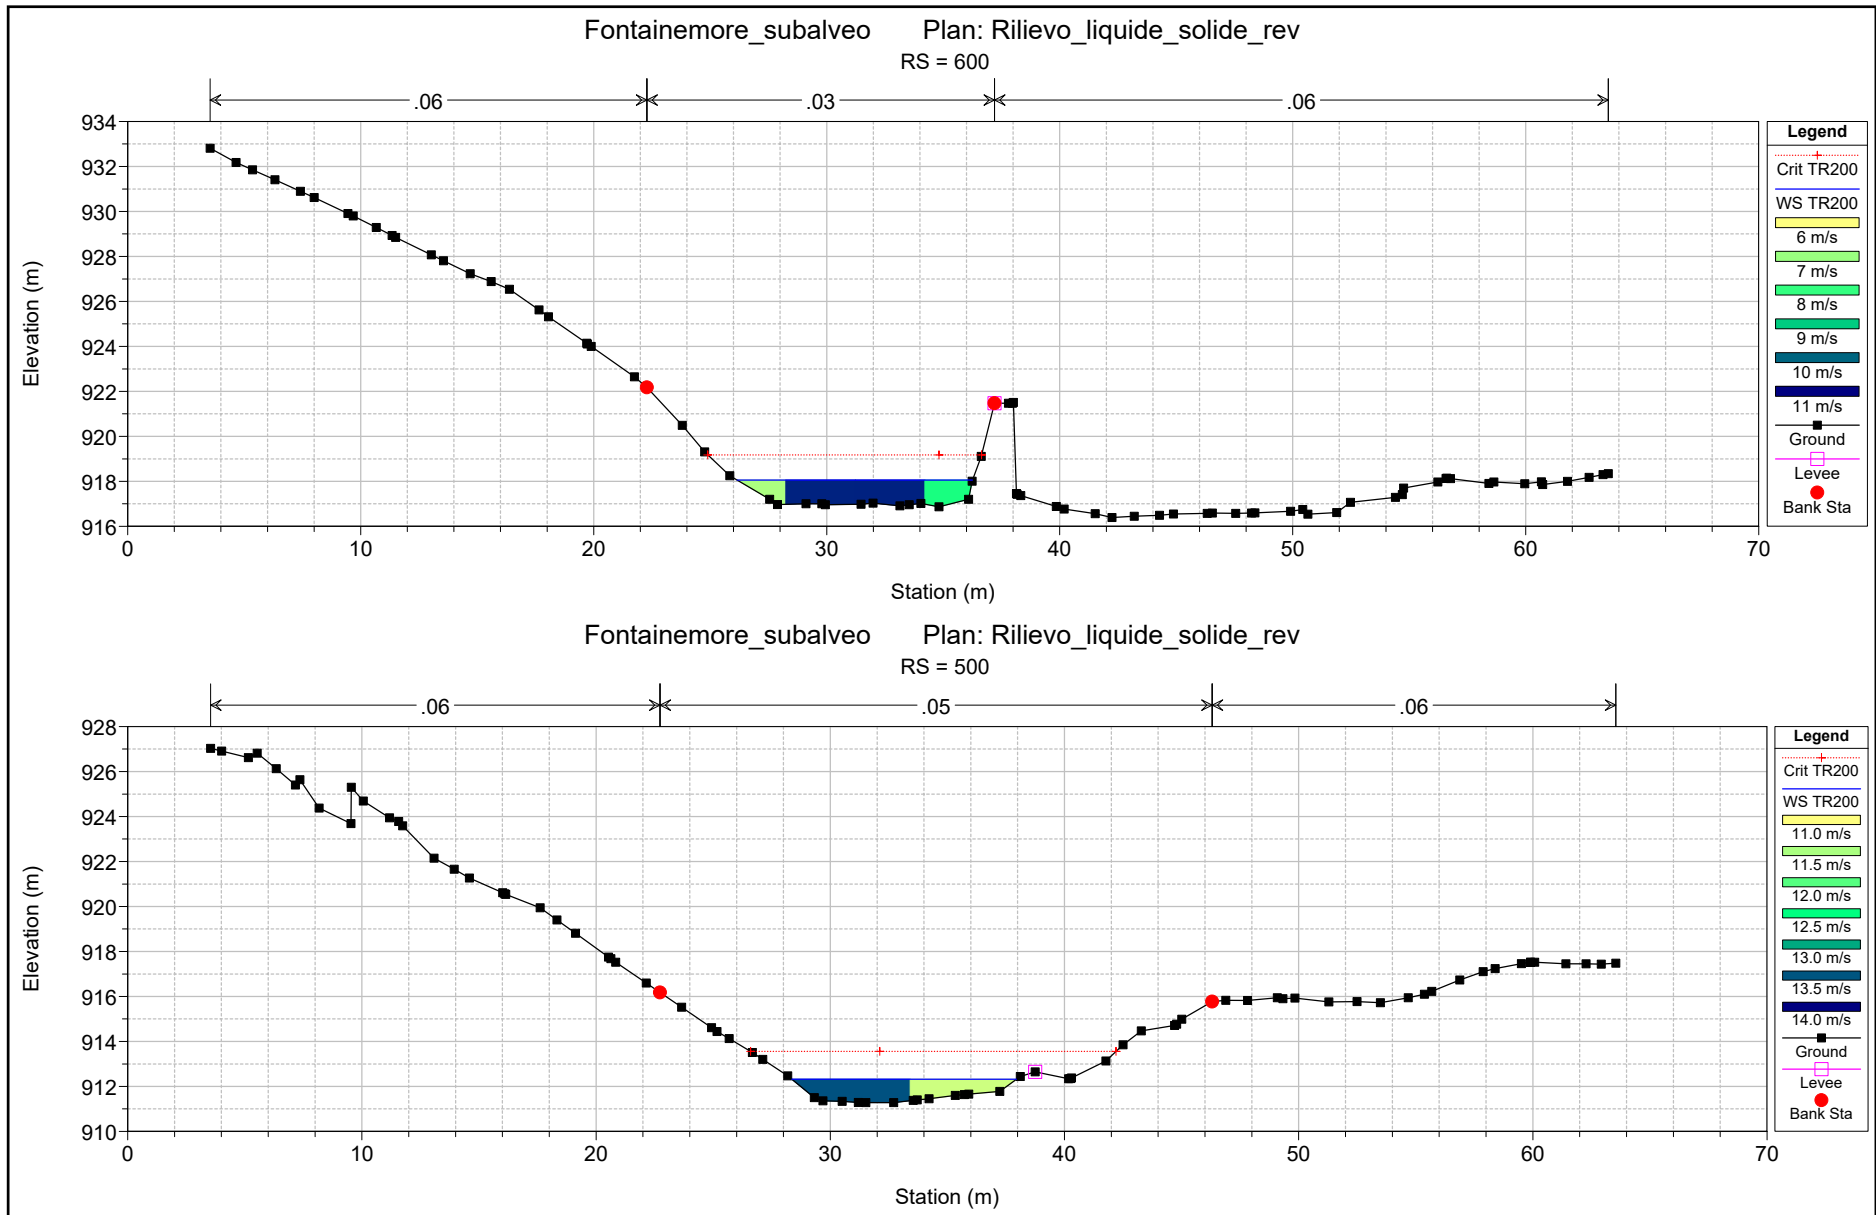 Fontainemore_subalveo Plan: Rilievo_liquide_solide_rev
RS = 600
.06 .03 .06
Elevation (m)
934
932
930
928
926
924
922
920
918
916
0 10 20 30 40 50 60 70
Station (m)
Legend
Crit TR200
WS TR200
6 m/s
7 m/s
8 m/s
9 m/s
10 m/s
11 m/s
Ground
Levee
Bank Sta
Fontainemore_subalveo Plan: Rilievo_liquide_solide_rev
RS = 500
.06 .05 .06
Elevation (m)
928
926
924
922
920
918
916
914
912
910
0 10 20 30 40 50 60 70
Station (m)
Legend
Crit TR200
WS TR200
11.0 m/s
11.5 m/s
12.0 m/s
12.5 m/s
13.0 m/s
13.5 m/s
14.0 m/s
Ground
Levee
Bank Sta